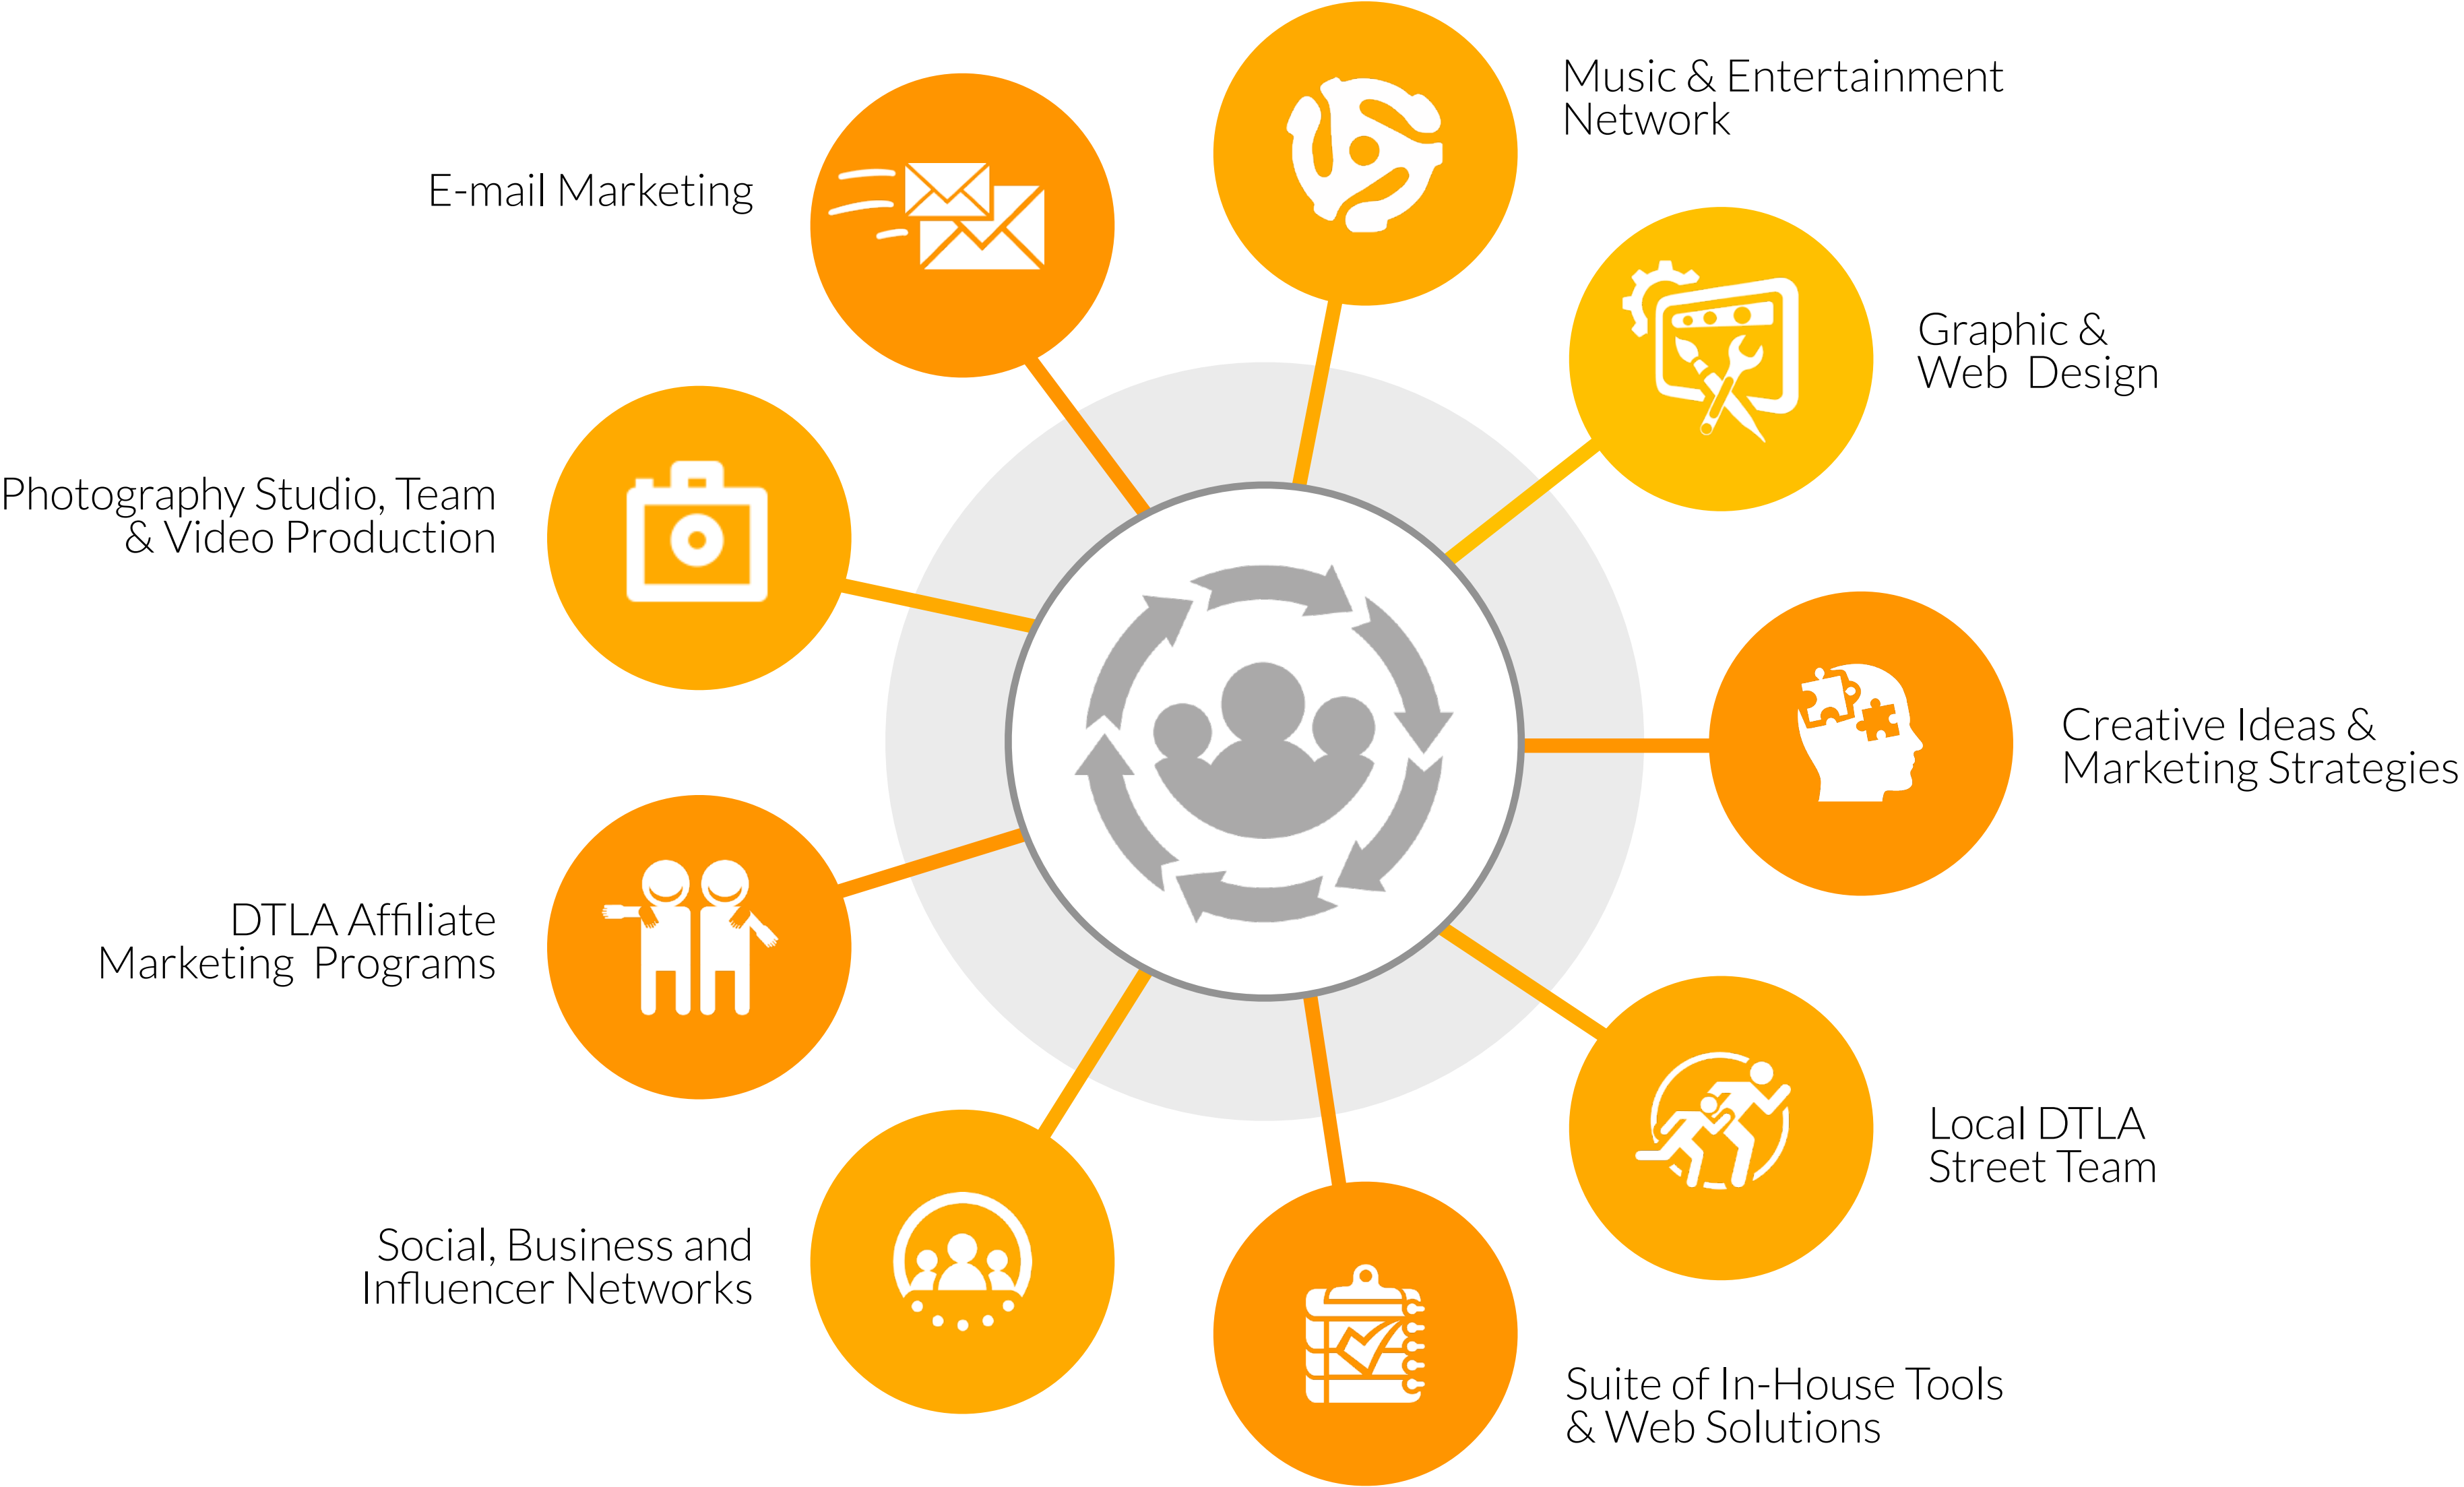 Music & Entertainment
Network
E-mail Marketing
Graphic &
Web Design
Photography Studio, Team
& Video Production
Creative Ideas &
Marketing Strategies
DTLA Affiliate
Marketing Programs
Local DTLA
Street Team
Social, Business and
Influencer Networks
Suite of In-House Tools
& Web Solutions